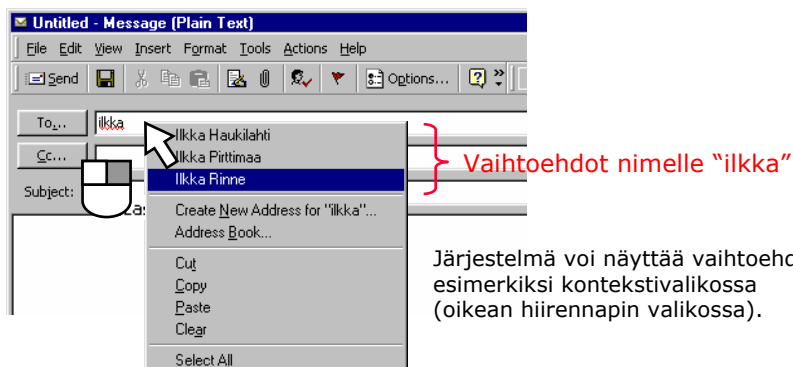 Untitled - Message (Plain Text)
File Edit View Insert Format Tools Actions Help
Send Options...
To... ilkka
Ilkka Haukilahti
Cc... Ilkka Pirttimaa
Vaihtoehdot nimelle “ilkka”
Ilkka Rinne
Subject:
Create New Address for "ilkka"...
Address Book...
Cut
Järjestelmä voi näyttää
Copy
esimerkiksi kontekstivalikossa
Paste
(oikean hiirennapin valikossa).
Clear
Select All